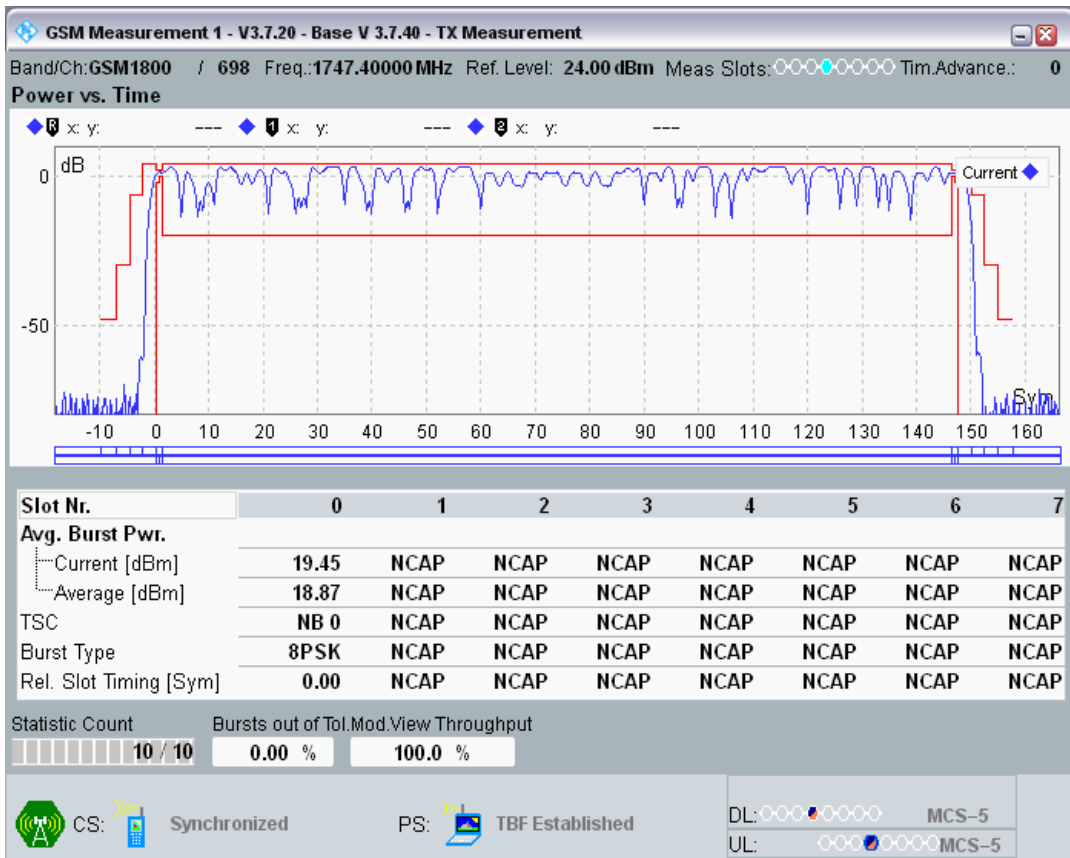 GSM Measurement 1 - V3.7.20 - Base V 3.7.40 - TX Measurement
Band/Ch:GSM1800 / 698 Freq.:1747.40000 MHz Ref. Level: 24.00 dBm Meas Slots: Tim.Advance.: 0
Power vs. Time
R x: y: --- 1 x: y: --- 2 x: y: ---
dB
Current
0
-50
Sym
-10 0 10 20 30 40 50 60 70 80 90 100 110 120 130 140 150 160
Slot Nr. 0 1 2 3 4 5 6 7
Avg. Burst Pwr.
Current [dBm] 19.45 NCAP NCAP NCAP NCAP NCAP NCAP NCAP
Average [dBm] 18.87 NCAP NCAP NCAP NCAP NCAP NCAP NCAP
TSC NB 0 NCAP NCAP NCAP NCAP NCAP NCAP NCAP
Burst Type 8PSK NCAP NCAP NCAP NCAP NCAP NCAP NCAP
Rel. Slot Timing [Sym] 0.00 NCAP NCAP NCAP NCAP NCAP NCAP NCAP
Statistic Count Bursts out of Tol.Mod.View Throughput
10 / 10 0.00 % 100.0 %
CS: Synchronized PS: TBF Established
DL: MCS-5
UL: MCS-5